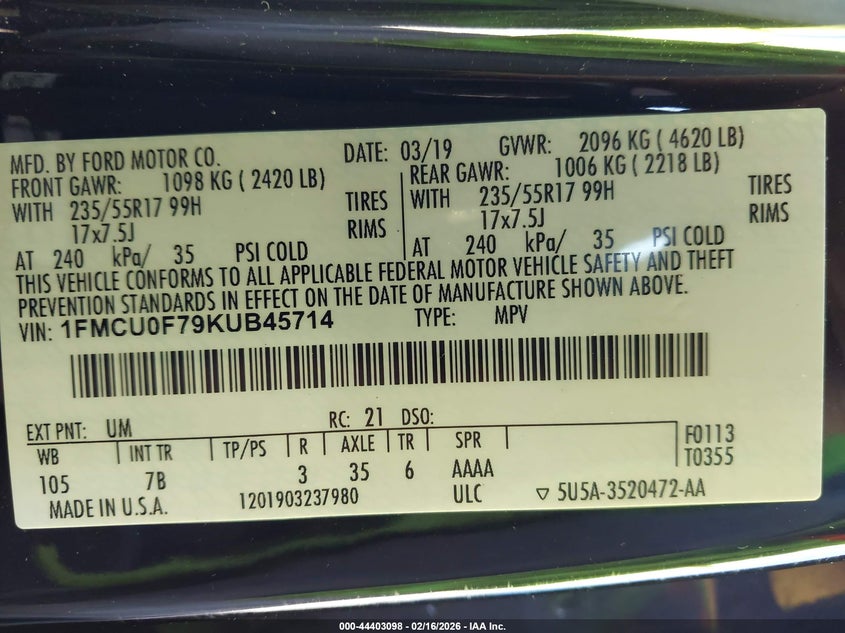 MFD. BY FORD MOTOR CO. DATE: 03/19 GVWR: 2096 KG ( 4620 LB)
FRONT GAWR: 1098 KG ( 2420 LB) REAR GAWR: 1006 KG ( 2218 LB)
WITH 235/55R17 99H TIRES WITH 235/55R17 99H TIRES
17x7.5J RIMS 17x7.5J RIMS
AT 240 kPa/ 35 PSI COLD AT 240 kPa/ 35 PSI COLD
THIS VEHICLE CONFORMS TO ALL APPLICABLE FEDERAL MOTOR VEHICLE SAFETY AND THEFT
PREVENTION STANDARDS IN EFFECT ON THE DATE OF MANUFACTURE SHOWN ABOVE.
VIN: 1FMCU0F79KUB45714 TYPE: MPV
EXT PNT: UM RC: 21 DSO:
WB INT TR TP/PS R AXLE TR SPR F0113
105 7B 3 35 6 AAAA T0355
MADE IN U.S.A. 1201903237980 ULC 5U5A-3520472-AA
000-44403098 - 02/16/2026 - IAA Inc.